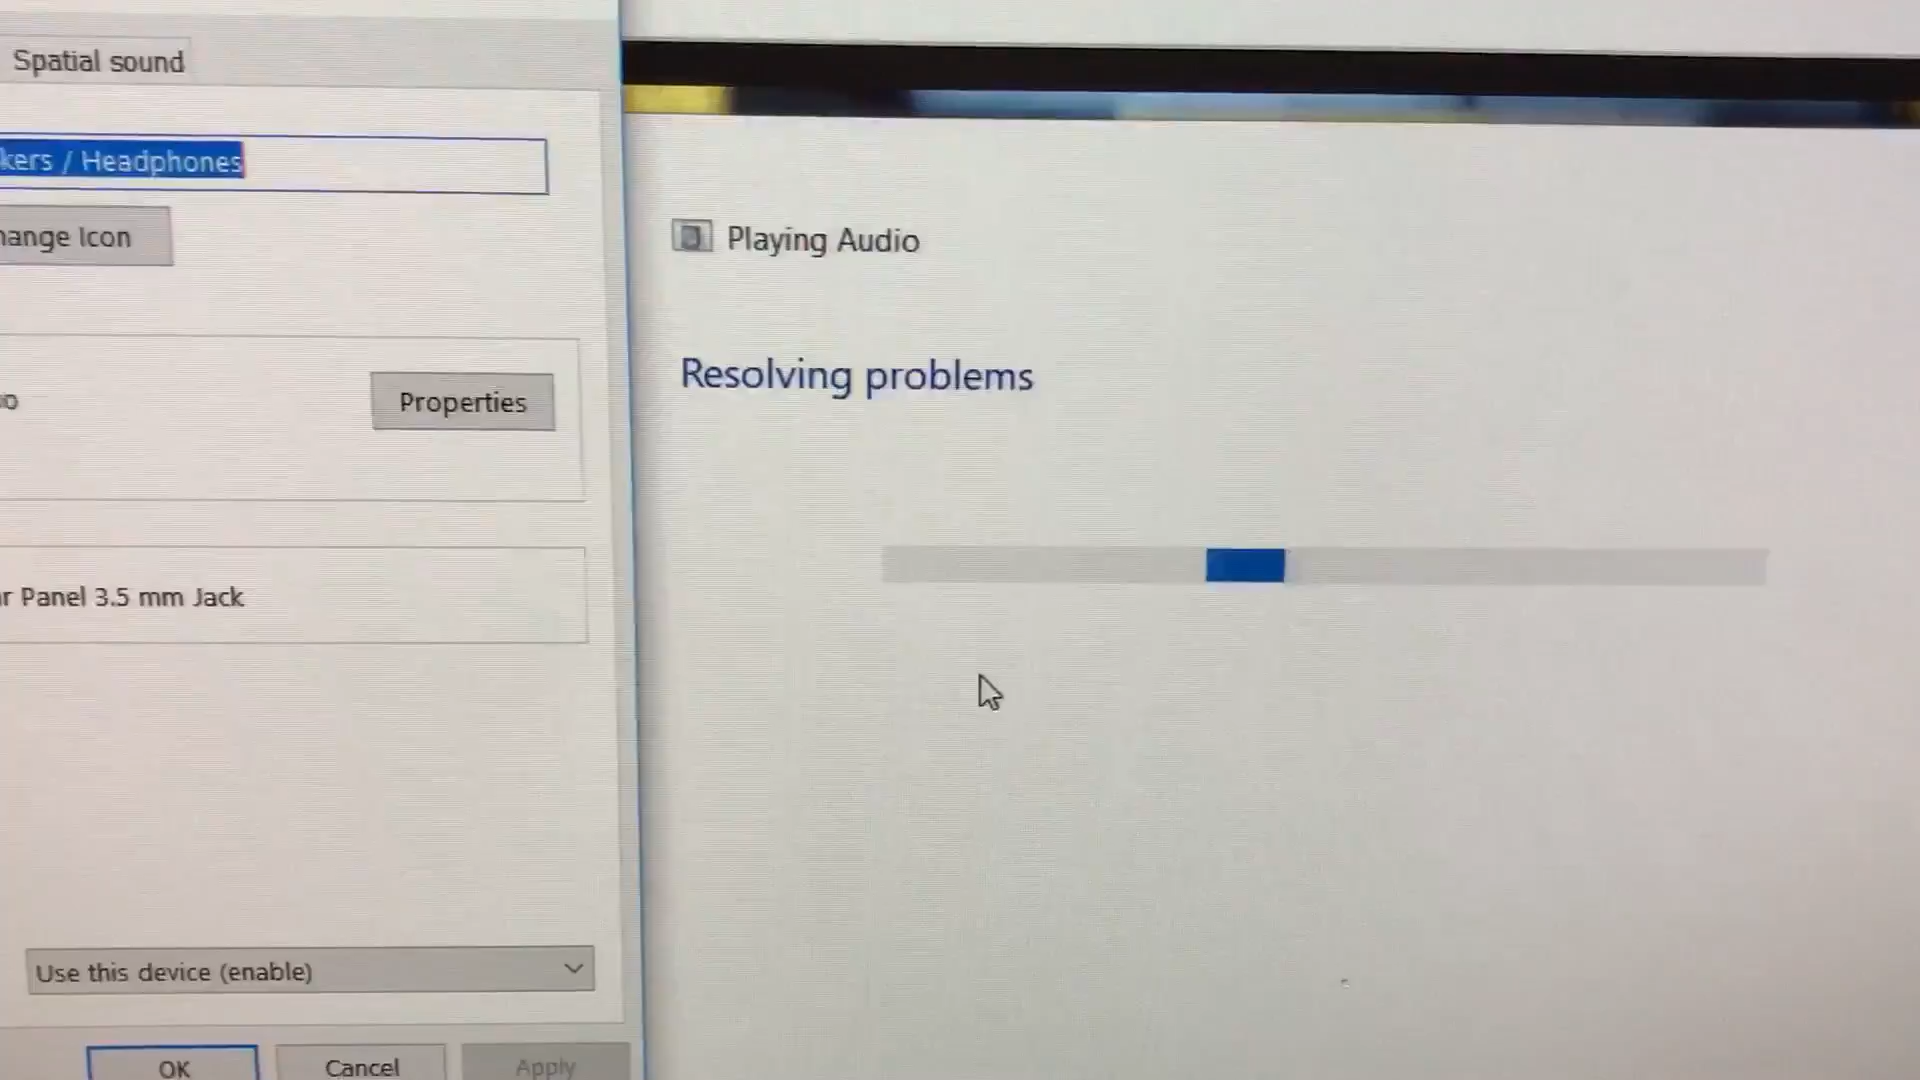 Spatial sound
kers / Headphones
hange Icon
Properties
r Panel 3.5 mm Jack
Use this device (enable)
OK
Cancel
Apply
Playing Audio
Resolving problems